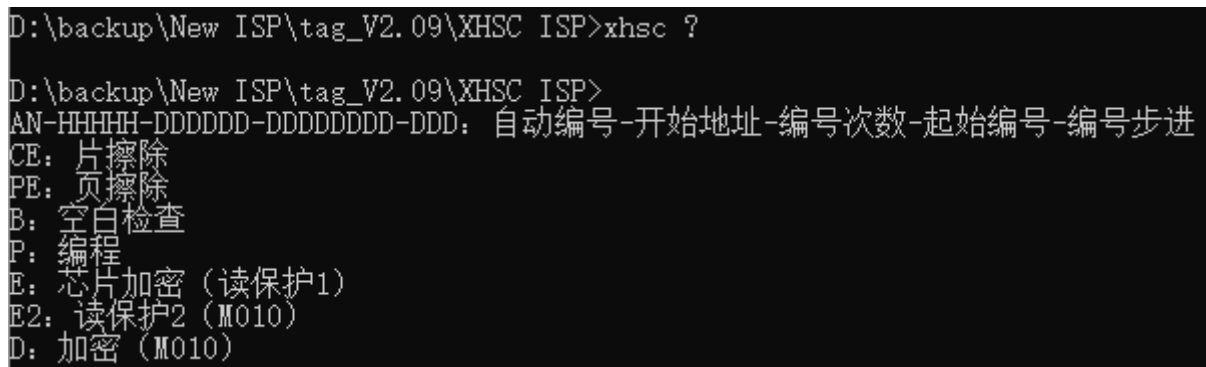 D:\backup\New ISP\tag_V2.09\XHSC ISP>xhsc ?
D:\backup\New ISP\tag_V2.09\XHSC ISP>
AN-HHHHH-DDDDDD-DDDDDDDD-DDD: 自动编号-开始地址-编号次数-起始编号-编号步进
CE: 片擦除
PE: 页擦除
B: 空白检查
P: 编程
E: 芯片加密（读保护1）
E2: 读保护2（M010）
D: 加密（M010）